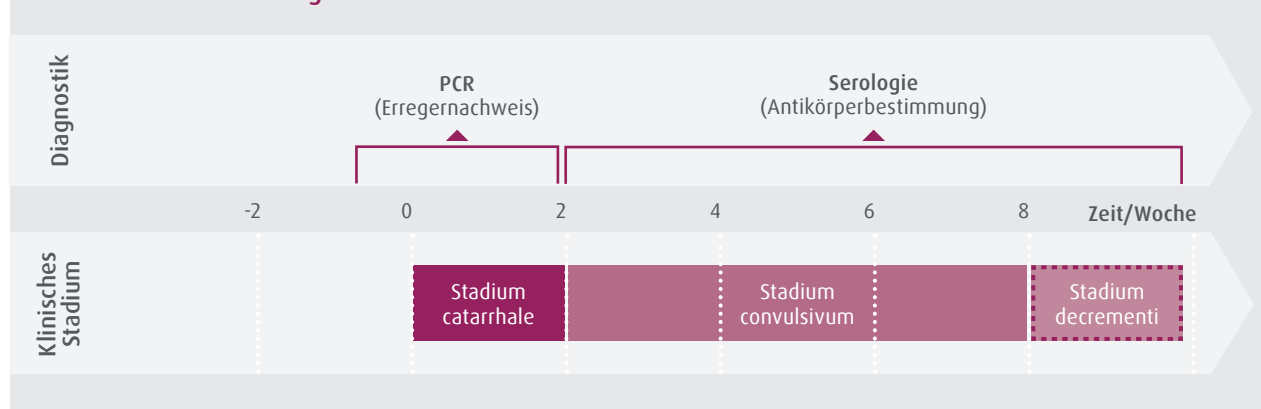 Diagnostik
PCR
(Erregernachweis)
Serologie
(Antikörperbestimmung)
-2 0 2 4 6 8 Zeit/Woche
Klinisches
Stadium
Stadium
catarrhale
Stadium
convulsivum
Stadium
decrementi